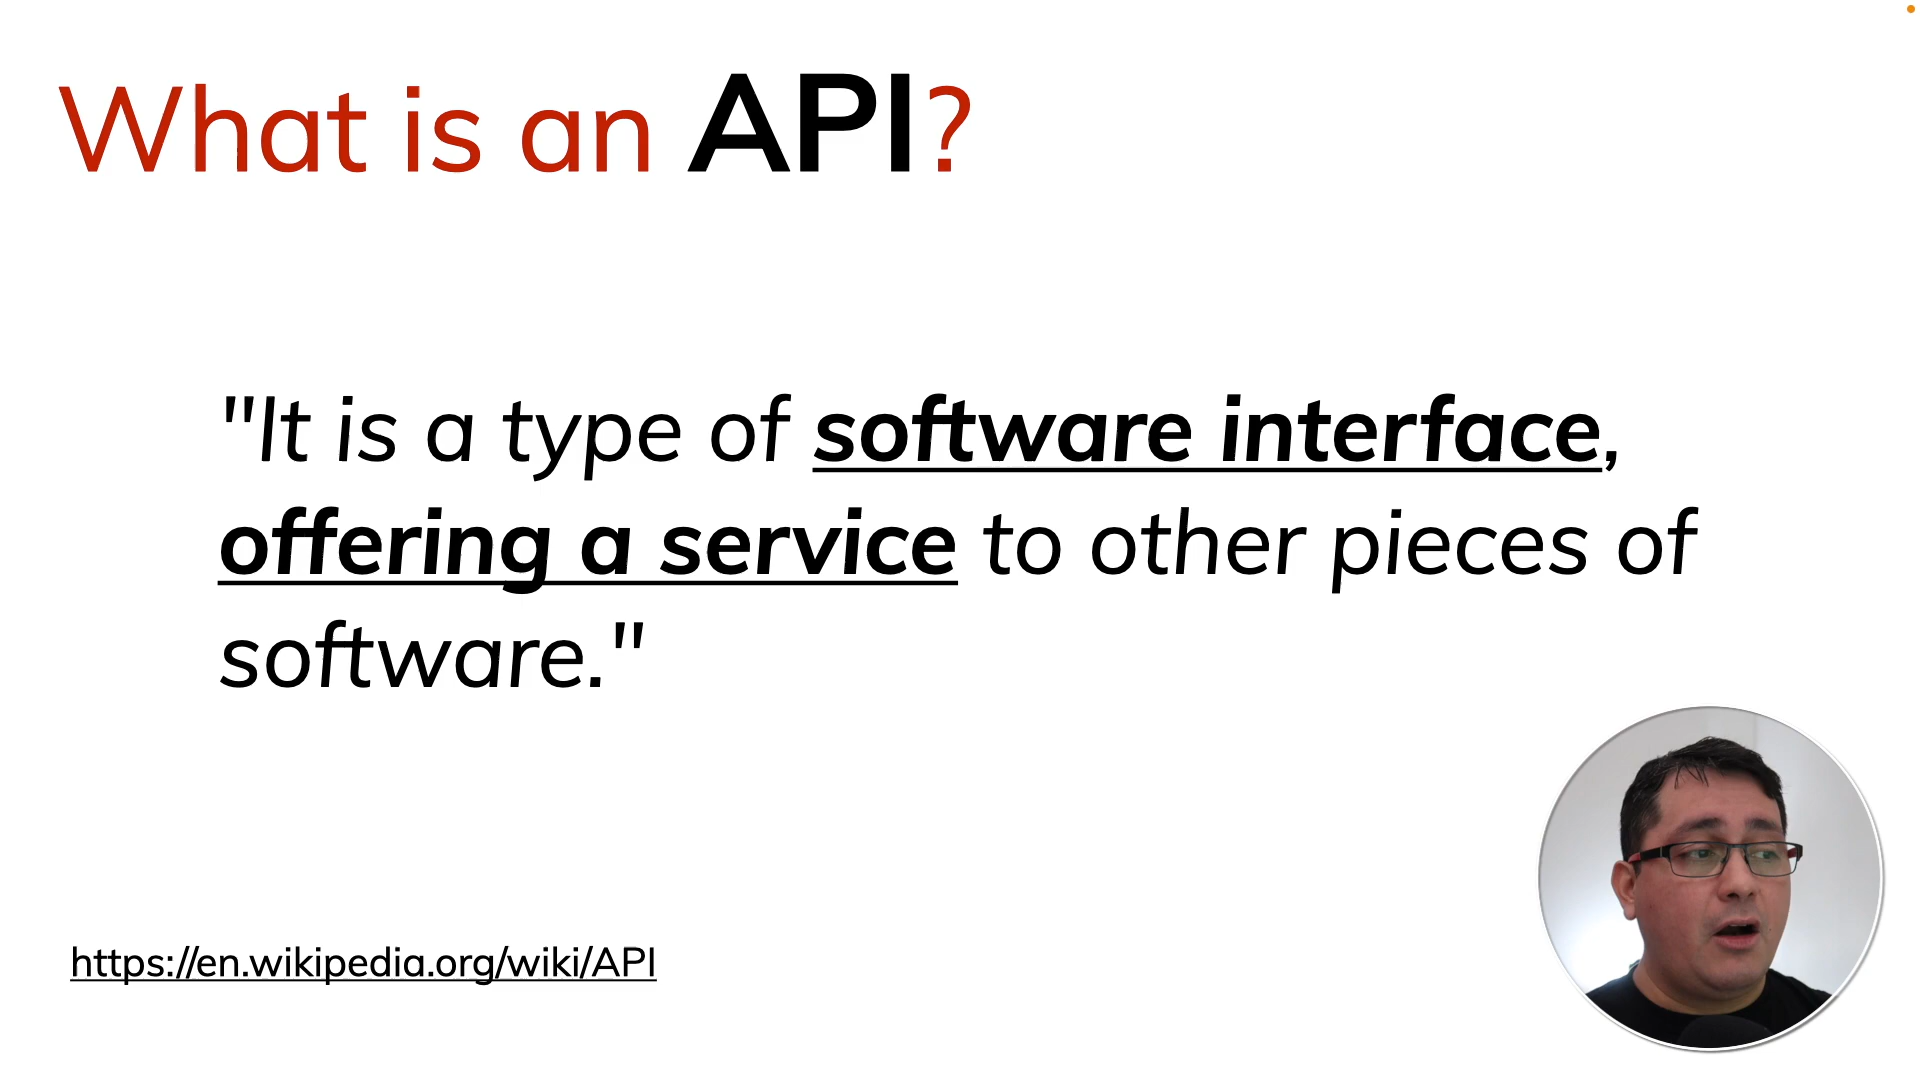 What is an API?
"It is a type of software interface,
offering a service to other pieces of
software."
https://en.wikipedia.org/wiki/API